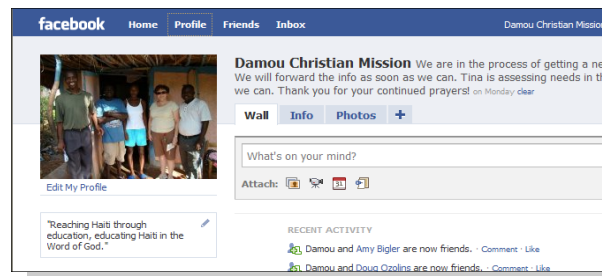 facebook Home Profile Friends Inbox Damou Christian Mission
Damou Christian Mission We are in the process of getting a ne
We will forward the info as soon as we can. Tina is assessing needs in th
we can. Thank you for your continued prayers! on Monday clear
Wall Info Photos +
What's on your mind?
Attach: 31
Edit My Profile
"Reaching Haiti through
education, educating Haiti in the
Word of God."
RECENT ACTIVITY
Damou and Amy Bigler are now friends. · Comment · Like
Damou and Doug Ozolins are now friends. · Comment · Like